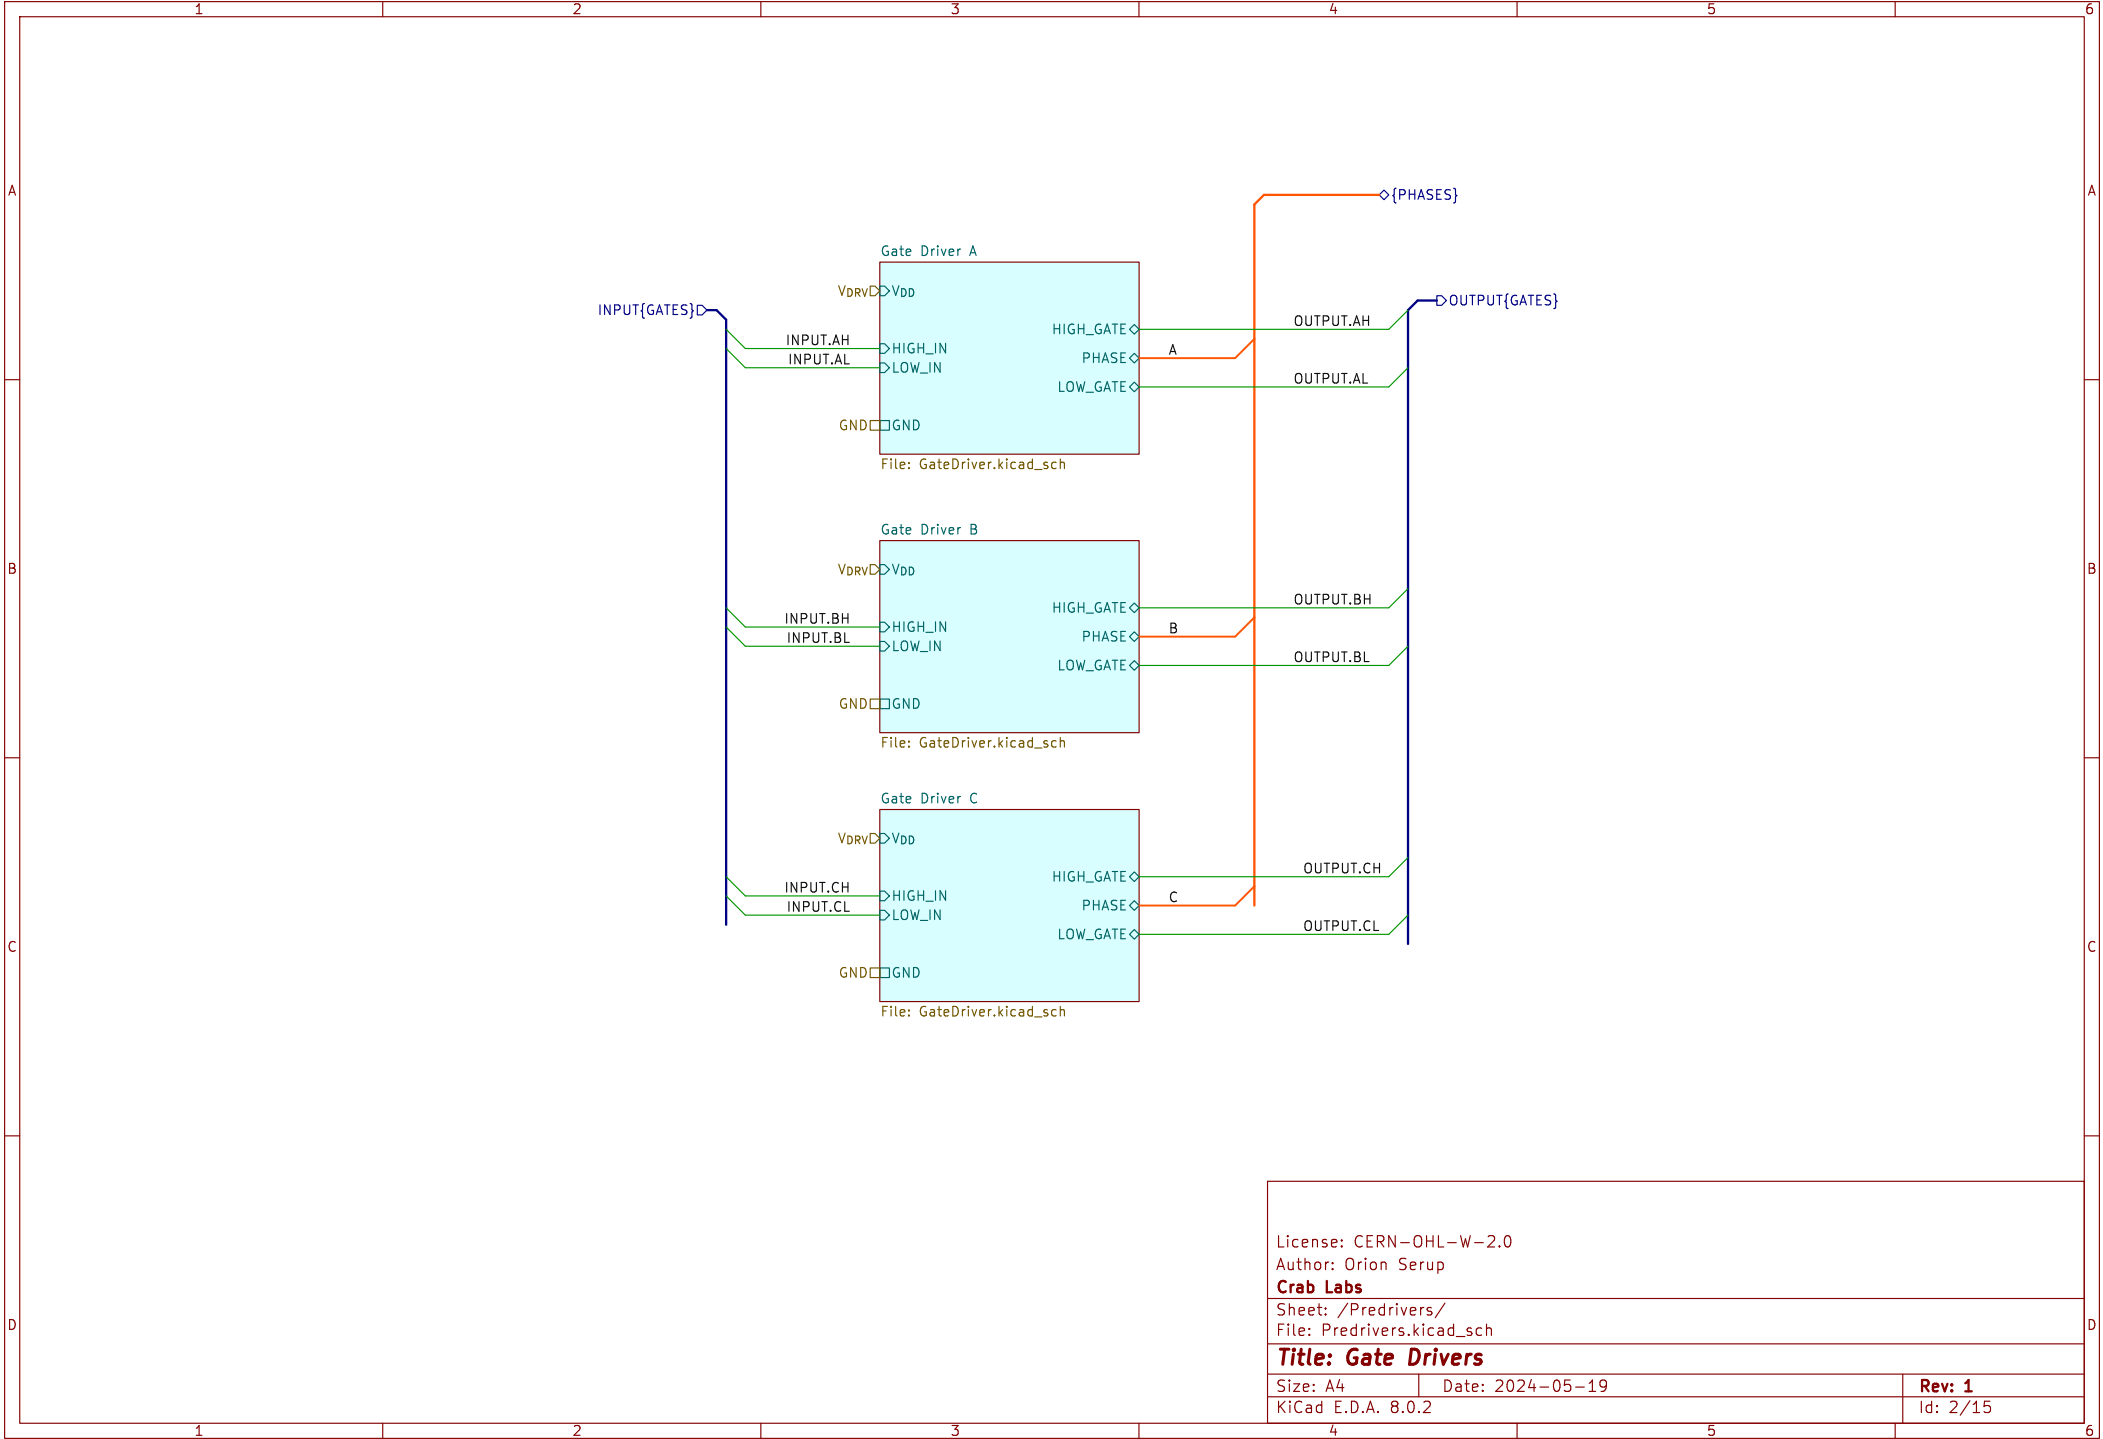 1 2 3 4 5 6
A A
{PHASES}
Gate Driver A
VDRV VDD
INPUT{GATES} OUTPUT{GATES}
INPUT.AH HIGH_IN HIGH_GATE OUTPUT.AH
INPUT.AL LOW_IN PHASE A
LOW_GATE OUTPUT.AL
GND GND
File: GateDriver.kicad_sch
Gate Driver B
B B
VDRV VDD
HIGH_GATE OUTPUT.BH
INPUT.BH HIGH_IN PHASE B
INPUT.BL LOW_IN
LOW_GATE OUTPUT.BL
GND GND
File: GateDriver.kicad_sch
Gate Driver C
VDRV VDD
HIGH_GATE OUTPUT.CH
INPUT.CH HIGH_IN PHASE C
INPUT.CL LOW_IN
LOW_GATE OUTPUT.CL
C C
GND GND
File: GateDriver.kicad_sch
License: CERN-OHL-W-2.0
Author: Orion Serup
Crab Labs
Sheet: /Predrivers/
D D
File: Predrivers.kicad_sch
Title: Gate Drivers
Size: A4 Date: 2024-05-19 Rev: 1
KiCad E.D.A. 8.0.2 Id: 2/15
1 2 3 4 5 6